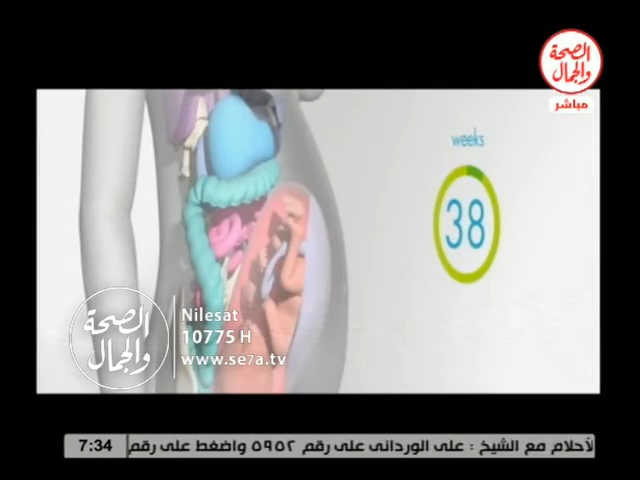 الصحة
والجمال
مباشر
weeks
38
الصحة
والجمال
Nilesat
10775 H
www.se7a.tv
7:34
لأحلام مع الشيخ : على الوردانى على رقم ٥٩٥٢ واضغط على رقم